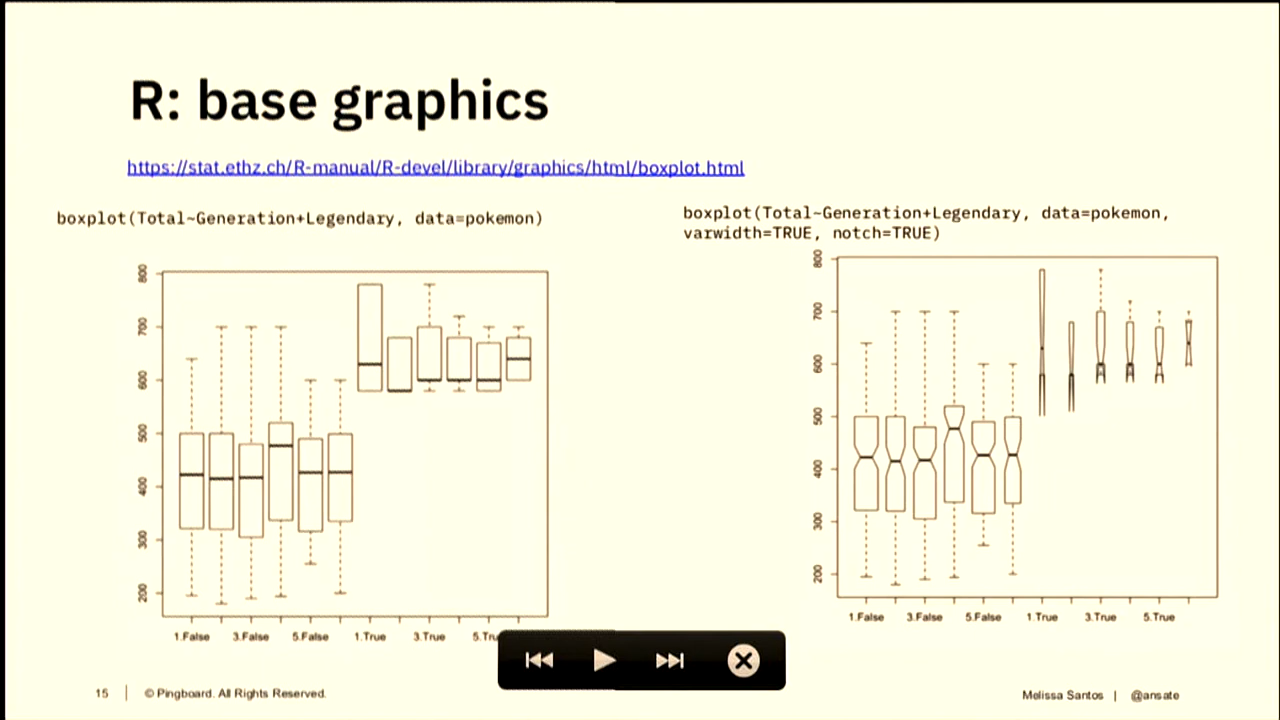 R: base graphics
https://stat.ethz.ch/R-manual/R-devel/library/graphics/html/boxplot.html
boxplot(Total~Generation+Legendary, data=pokemon)
boxplot(Total~Generation+Legendary, data=pokemon,
varwidth=TRUE, notch=TRUE)
800
700
600
500
400
300
200
1.False 3.False 5.False 1.True 3.True
800
700
600
500
400
300
200
1.False 3.False 5.False 1.True 3.True 5.True
15 | © Pingboard. All Rights Reserved.
Melissa Santos | @ansate